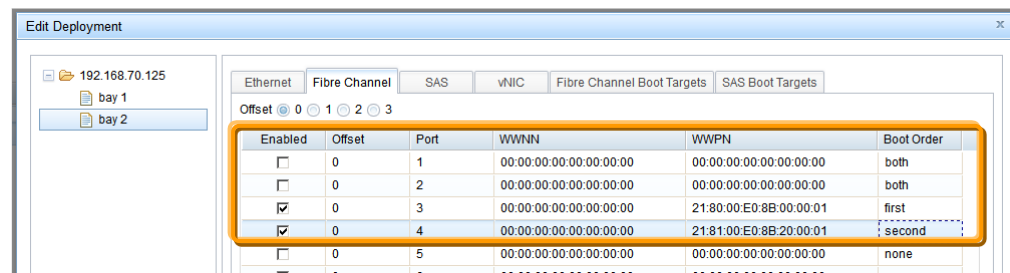 Edit Deployment x
192.168.70.125
bay 1
bay 2
Ethernet Fibre Channel SAS vNIC Fibre Channel Boot Targets SAS Boot Targets
Offset 0 1 2 3
Enabled Offset Port WWNN WWPN Boot Order
0 1 00:00:00:00:00:00:00:00 00:00:00:00:00:00:00:00 both
0 2 00:00:00:00:00:00:00:00 00:00:00:00:00:00:00:00 both
0 3 00:00:00:00:00:00:00:00 21:80:00:E0:8B:00:00:01 first
0 4 00:00:00:00:00:00:00:00 21:81:00:E0:8B:20:00:01 second
0 5 00:00:00:00:00:00:00:00 00:00:00:00:00:00:00:00 none